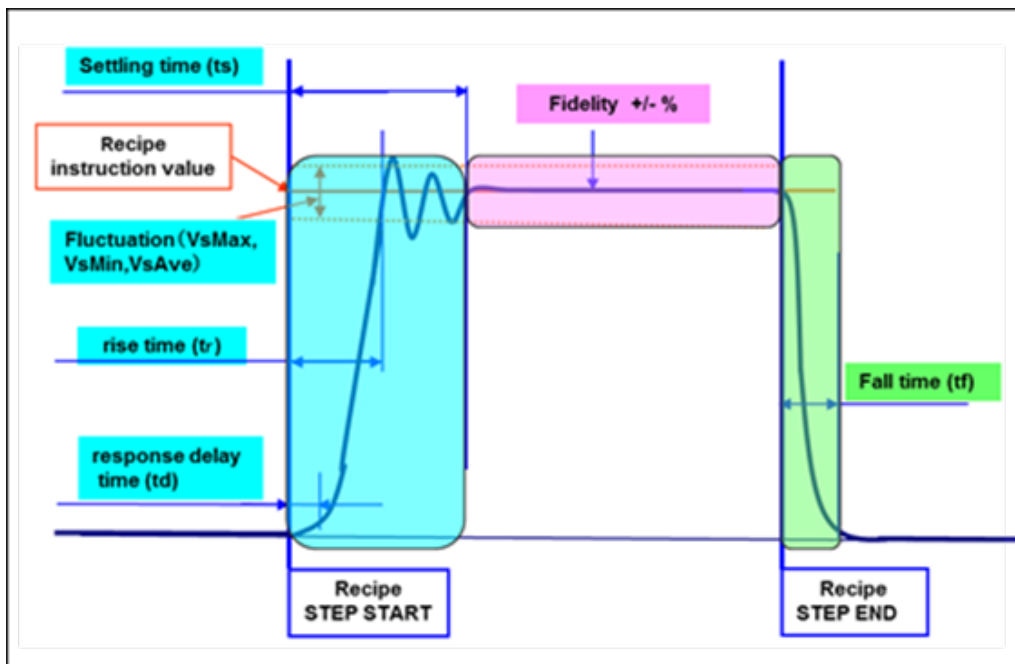 Settling time (ts)
Fidelity +/- %
Recipe
instruction value
Fluctuation（VsMax,
VsMin,VsAve）
rise time (tr)
Fall time (tf)
response delay
time (td)
Recipe
STEP START
Recipe
STEP END